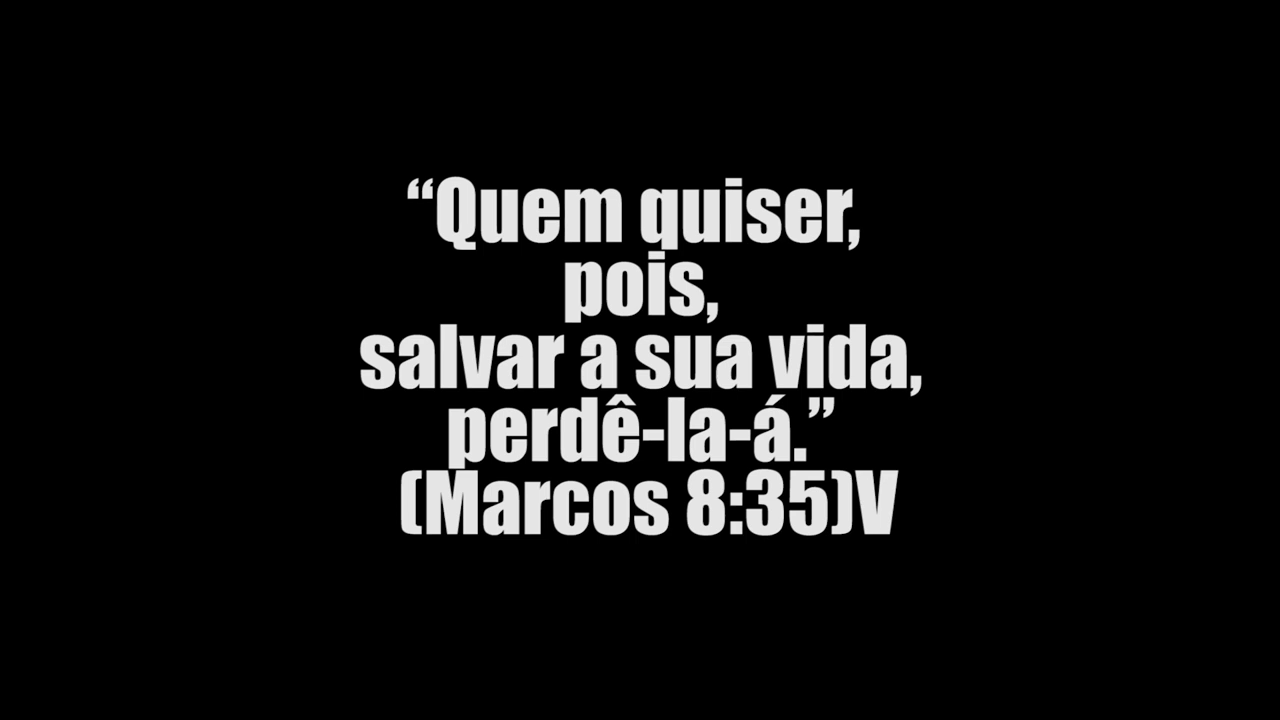 “Quem quiser,
pois,
salvar a sua vida,
perdê-la-á.”
(Marcos 8:35)V